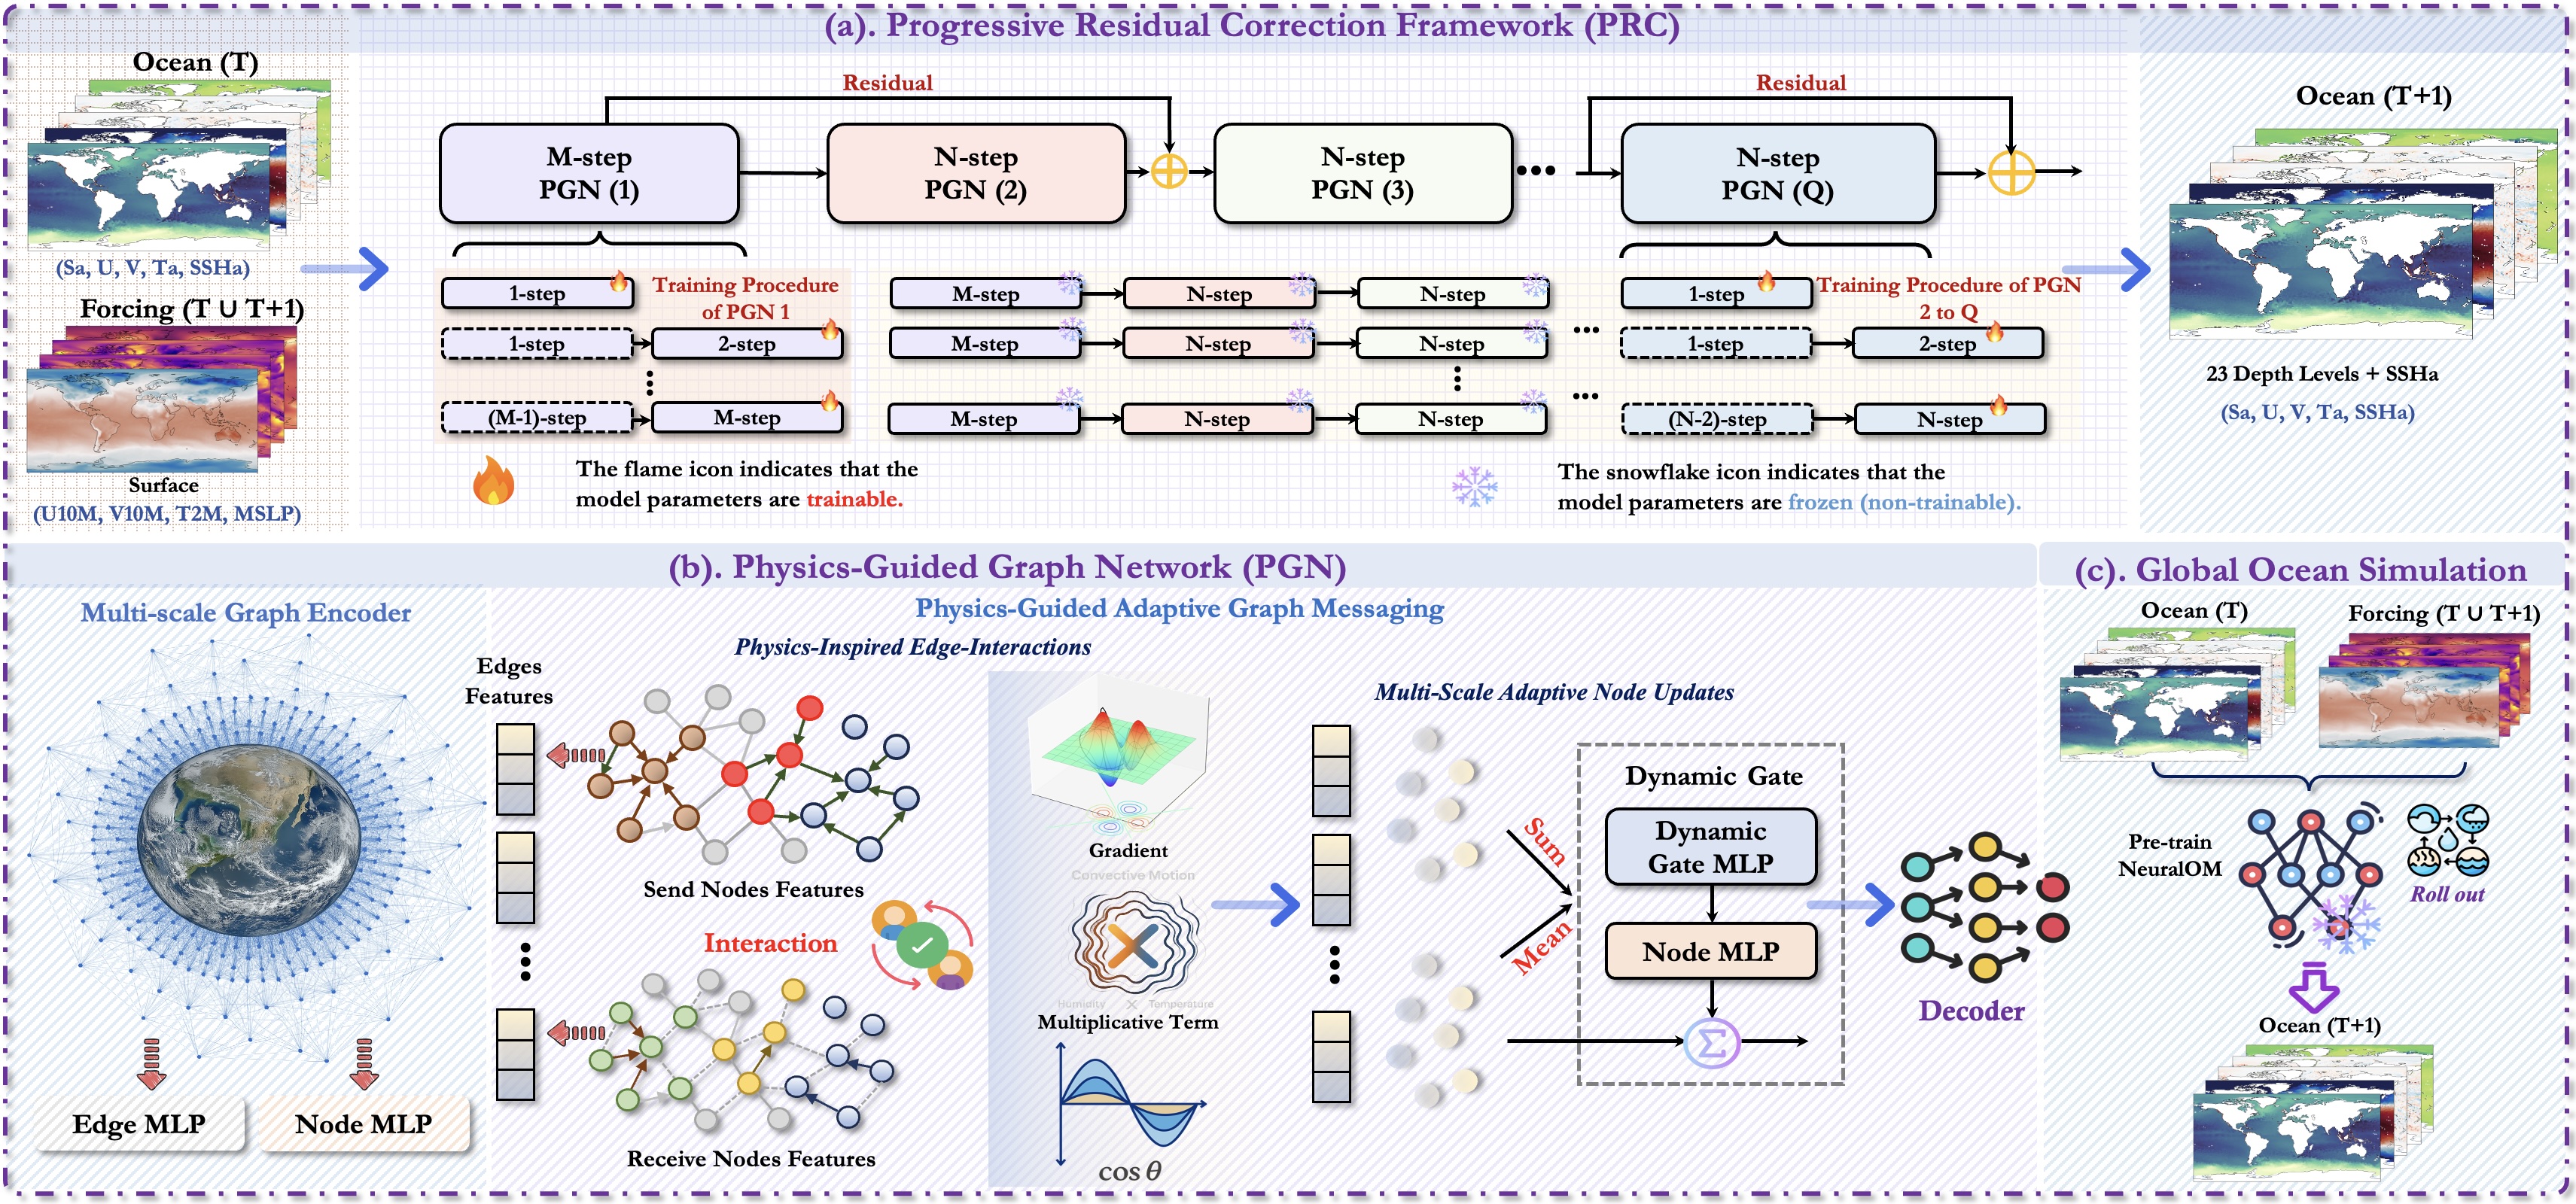 (a). Progressive Residual Correction Framework (PRC)
Ocean (T)
(Sa, U, V, Ta, SSHa)
Forcing (T ∪ T+1)
Surface
(U10M, V10M, T2M, MSLP)
Residual
Residual
M-step
PGN (1)
N-step
PGN (2)
N-step
PGN (3)
N-step
PGN (Q)
1-step
Training Procedure
of PGN 1
1-step
2-step
(M-1)-step
M-step
M-step
N-step
N-step
M-step
N-step
N-step
M-step
N-step
N-step
1-step
Training Procedure of PGN
2 to Q
1-step
2-step
(N-2)-step
N-step
The flame icon indicates that the
model parameters are trainable.
The snowflake icon indicates that the
model parameters are frozen (non-trainable).
Ocean (T+1)
23 Depth Levels + SSHa
(Sa, U, V, Ta, SSHa)
(b). Physics-Guided Graph Network (PGN)
Multi-scale Graph Encoder
Edge MLP
Node MLP
Physics-Guided Adaptive Graph Messaging
Physics-Inspired Edge-Interactions
Edges
Features
Send Nodes Features
Interaction
Receive Nodes Features
Gradient
Convective Motion
Humidity × Temperature
Multiplicative Term
cos θ
Multi-Scale Adaptive Node Updates
Sum
Mean
Dynamic Gate
Dynamic
Gate MLP
Node MLP
Σ
Decoder
(c). Global Ocean Simulation
Ocean (T)
Forcing (T ∪ T+1)
Pre-train
NeuralOM
Roll out
Ocean (T+1)